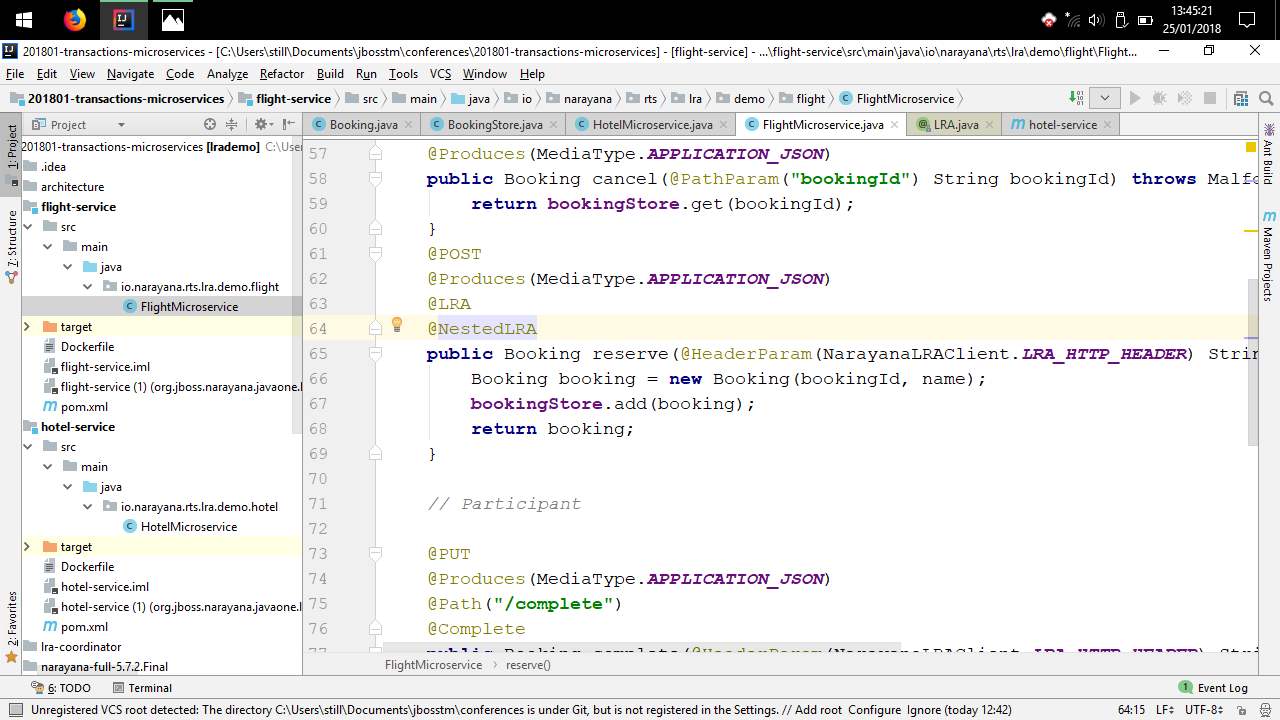 13:45:21
25/01/2018
201801-transactions-microservices - [C:\Users\still\Documents\jbosstm\conferences\201801-transactions-microservices] - [flight-service] - ...\flight-service\src\main\java\io\narayana\rts\lra\demo\flight\Flight...
File Edit View Navigate Code Analyze Refactor Build Run Tools VCS Window Help
201801-transactions-microservices flight-service src main java io narayana rts lra demo flight FlightMicroservice
Project
Booking.java BookingStore.java HotelMicroservice.java FlightMicroservice.java LRA.java hotel-service
1: Project
7: Structure
2: Favorites
Ant Build
Maven Projects
201801-transactions-microservices [lrademo] C:\User
.idea
architecture
flight-service
src
main
java
io.narayana.rts.lra.demo.flight
FlightMicroservice
target
Dockerfile
flight-service.iml
flight-service (1) (org.jboss.narayana.javaone.l
pom.xml
hotel-service
src
main
java
io.narayana.rts.lra.demo.hotel
HotelMicroservice
target
Dockerfile
hotel-service.iml
hotel-service (1) (org.jboss.narayana.javaone.l
pom.xml
lra-coordinator
narayana-full-5.7.2.Final
57 @Produces(MediaType.APPLICATION_JSON)
58 public Booking cancel(@PathParam("bookingId") String bookingId) throws Malfo
59 return bookingStore.get(bookingId);
60 }
61 @POST
62 @Produces(MediaType.APPLICATION_JSON)
63 @LRA
64 @NestedLRA
65 public Booking reserve(@HeaderParam(NarayanaLRAClient.LRA_HTTP_HEADER) Strin
66 Booking booking = new Booking(bookingId, name);
67 bookingStore.add(booking);
68 return booking;
69 }
70
71 // Participant
72
73 @PUT
74 @Produces(MediaType.APPLICATION_JSON)
75 @Path("/complete")
76 @Complete
77 public Booking complete(@HeaderParam(NarayanaLRAClient.LRA_HTTP_HEADER) Stri
FlightMicroservice reserve()
6: TODO Terminal
1 Event Log
Unregistered VCS root detected: The directory C:\Users\still\Documents\jbosstm\conferences is under Git, but is not registered in the Settings. // Add root Configure Ignore (today 12:42)
64:15 LF UTF-8